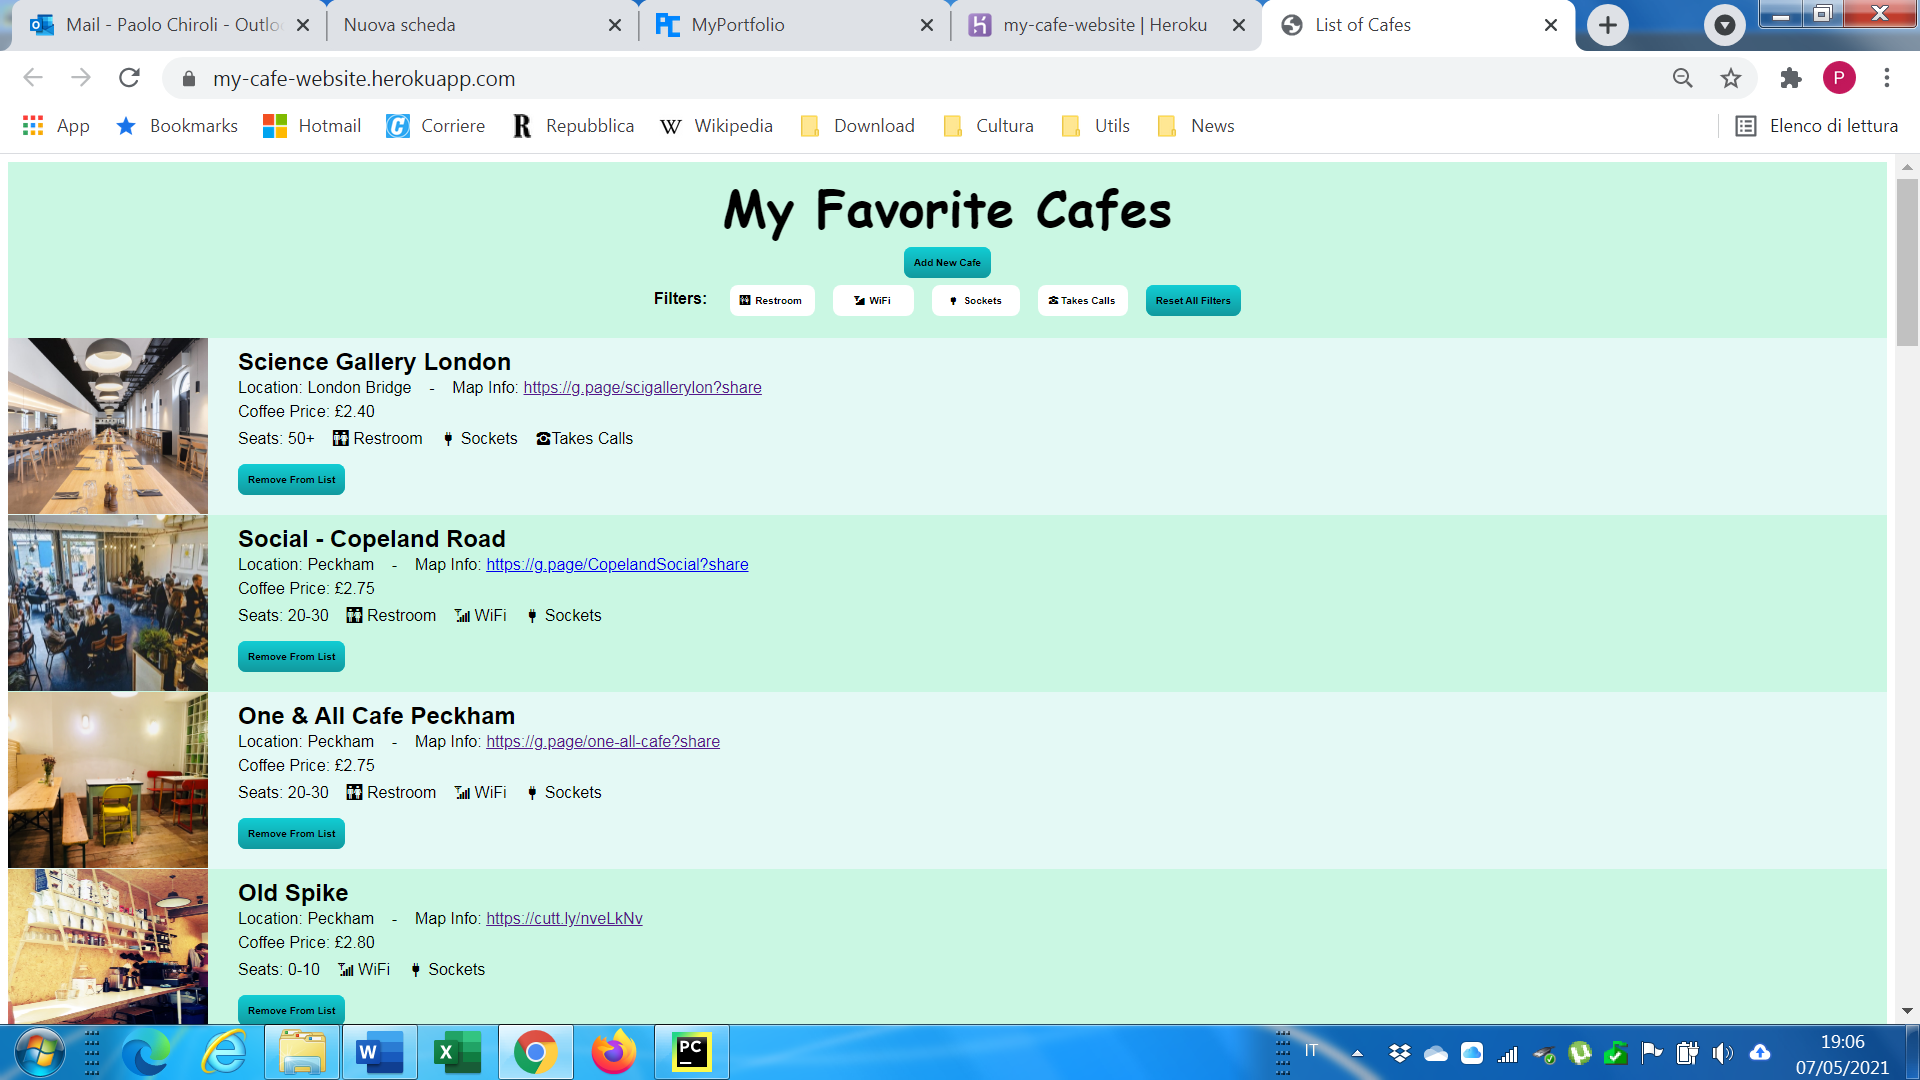 Mail - Paolo Chiroli - Outlo
Nuova scheda
MyPortfolio
my-cafe-website | Heroku
List of Cafes
my-cafe-website.herokuapp.com
P
App
Bookmarks
Hotmail
Corriere
Repubblica
Wikipedia
Download
Cultura
Utils
News
Elenco di lettura
My Favorite Cafes
Add New Cafe
Filters: Restroom WiFi Sockets Takes Calls Reset All Filters
Science Gallery London
Location: London Bridge - Map Info: https://g.page/scigallerylon?share
Coffee Price: £2.40
Seats: 50+ Restroom Sockets Takes Calls
Remove From List
Social - Copeland Road
Location: Peckham - Map Info: https://g.page/CopelandSocial?share
Coffee Price: £2.75
Seats: 20-30 Restroom WiFi Sockets
Remove From List
One & All Cafe Peckham
Location: Peckham - Map Info: https://g.page/one-all-cafe?share
Coffee Price: £2.75
Seats: 20-30 Restroom WiFi Sockets
Remove From List
Old Spike
Location: Peckham - Map Info: https://cutt.ly/nveLkNv
Coffee Price: £2.80
Seats: 0-10 WiFi Sockets
Remove From List
PC
IT
19:06
07/05/2021